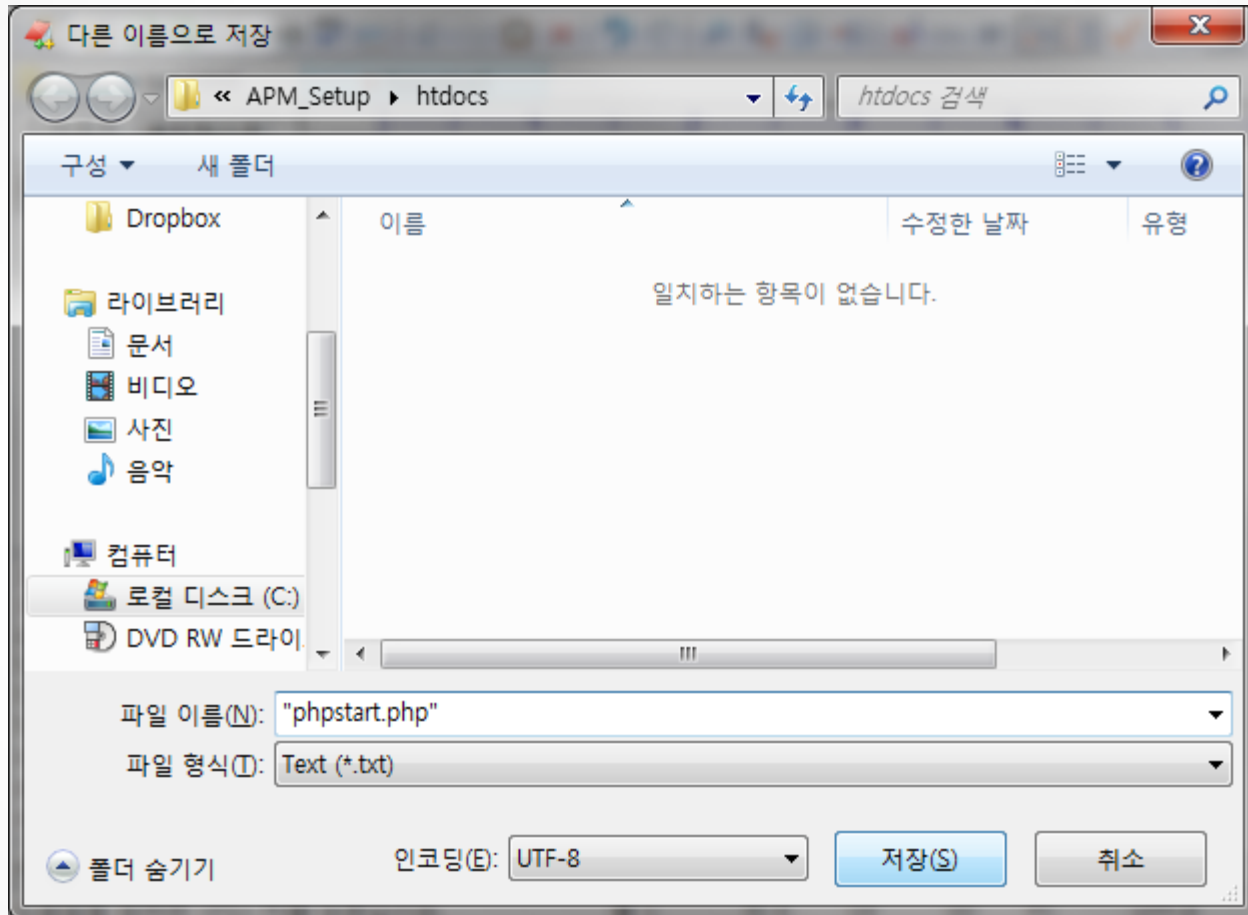 다른 이름으로 저장
« APM_Setup ▸ htdocs
htdocs 검색
구성 새 폴더
Dropbox
라이브러리
문서
비디오
사진
음악
컴퓨터
로컬 디스크 (C:)
DVD RW 드라이
이름 수정한 날짜 유형
일치하는 항목이 없습니다.
파일 이름(N): "phpstart.php"
파일 형식(T): Text (*.txt)
폴더 숨기기
인코딩(E): UTF-8
저장(S)
취소